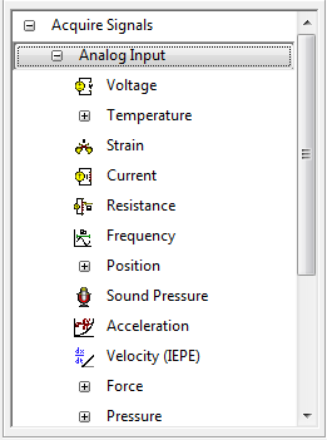 Acquire Signals
Analog Input
Voltage
Temperature
Strain
Current
Resistance
Frequency
Position
Sound Pressure
Acceleration
Velocity (IEPE)
Force
Pressure